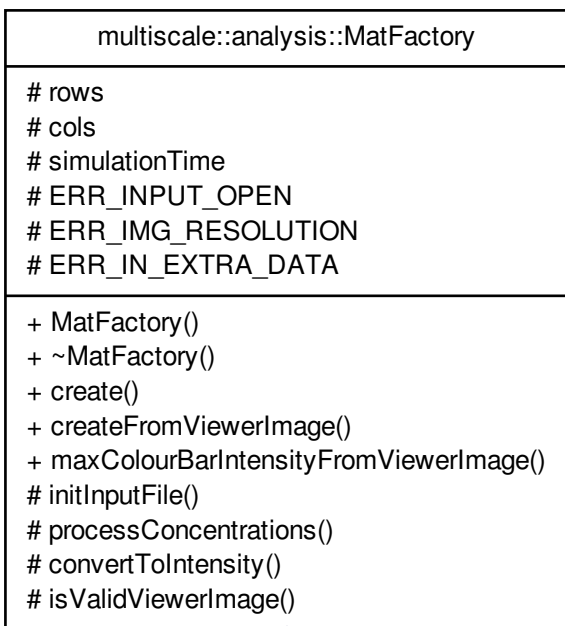 multiscale::analysis::MatFactory
# rows
# cols
# simulationTime
# ERR_INPUT_OPEN
# ERR_IMG_RESOLUTION
# ERR_IN_EXTRA_DATA
+ MatFactory()
+ ~MatFactory()
+ create()
+ createFromViewerImage()
+ maxColourBarIntensityFromViewerImage()
# initInputFile()
# processConcentrations()
# convertToIntensity()
# isValidViewerImage()